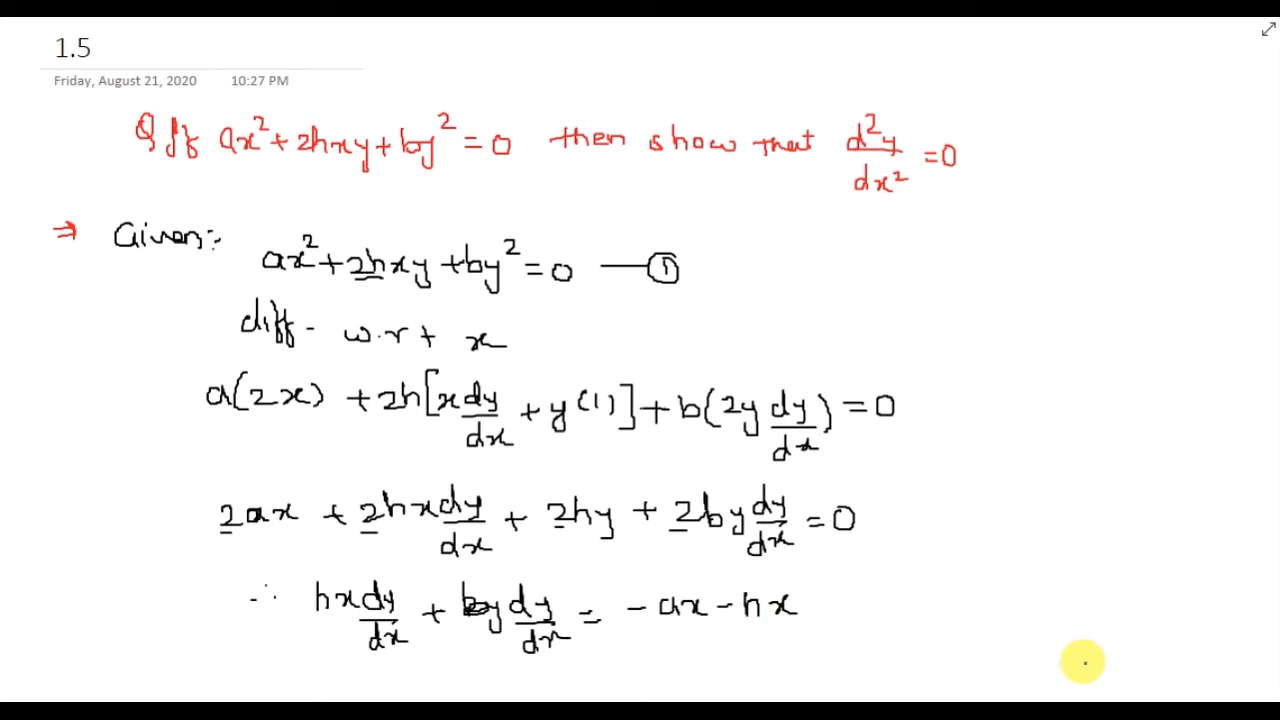 1.5
Friday, August 21, 2020 10:27 PM
Q If ax² + 2hxy + by² = 0 then show that d²y/dx² = 0
⇒ Given:-
ax² + 2hxy + by² = 0 —— ①
diff - w.r+ x
a(2x) + 2h[x dy/dx + y(1)] + b(2y dy/dx) = 0
2ax + 2hx dy/dx + 2hy + 2by dy/dx = 0
∴ hx dy/dx + by dy/dx = - ax - hx